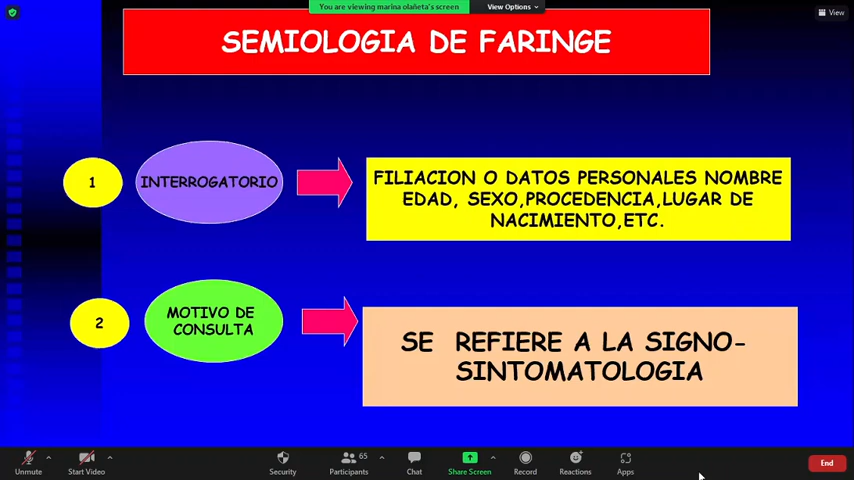 You are viewing marina olañeta's screen
View Options
View
SEMIOLOGIA DE FARINGE
1
INTERROGATORIO
FILIACION O DATOS PERSONALES NOMBRE
EDAD, SEXO,PROCEDENCIA,LUGAR DE
NACIMIENTO,ETC.
2
MOTIVO DE
CONSULTA
SE REFIERE A LA SIGNO-
SINTOMATOLOGIA
65
Unmute
Start Video
Security
Participants
Chat
Share Screen
Record
Reactions
Apps
End